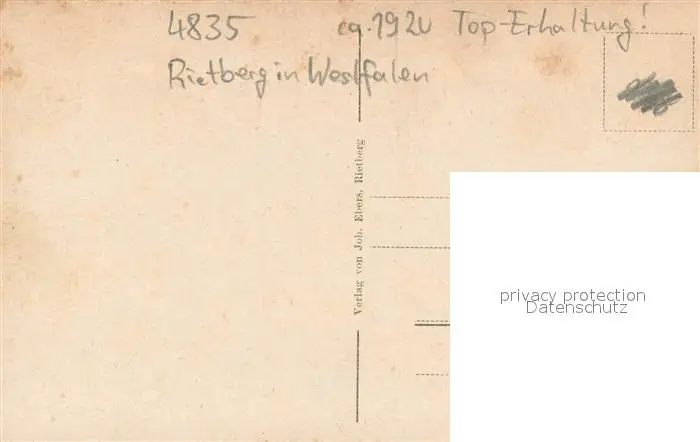 4835 ca. 1920 Top-Erhaltung!
Rietberg in Westfalen
Verlag von Joh. Ebers, Rietberg
privacy protection
Datenschutz